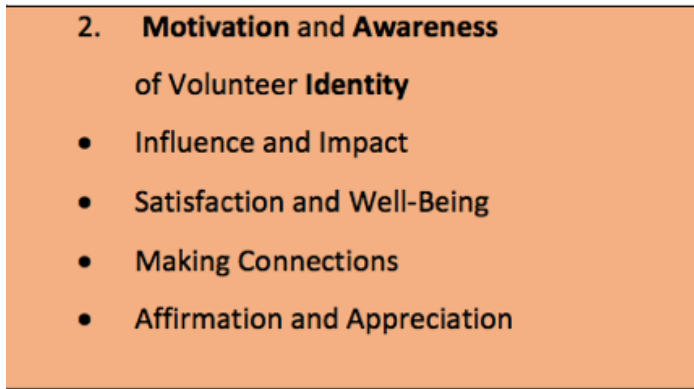 2. Motivation and Awareness
of Volunteer Identity
• Influence and Impact
• Satisfaction and Well-Being
• Making Connections
• Affirmation and Appreciation